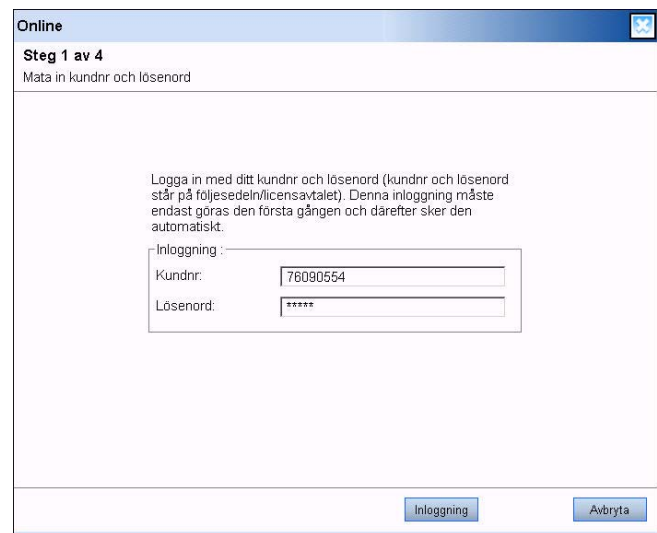 Online
Steg 1 av 4
Mata in kundnr och lösenord
Logga in med ditt kundnr och lösenord (kundnr och lösenord
står på följesedeln/licensavtalet). Denna inloggning måste
endast göras den första gången och därefter sker den
automatiskt.
Inloggning :
Kundnr: 76090554
Lösenord: *****
Inloggning Avbryta